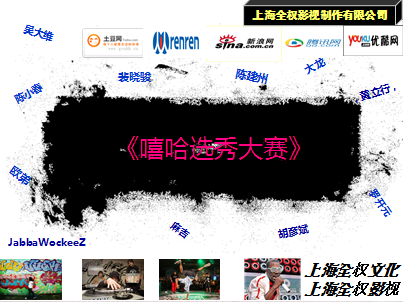 上海全权影视制作有限公司
吴大维
土豆网
renren
sina
新浪网
.com.cn
腾讯网
YOUKU
优酷网
裴晓骏
陈建州
大龙
陈小春
黄立行,
《嘻哈选秀大赛》
欧弟
罗开元
麻吉
胡彦斌
JabbaWockeeZ
上海全权文化
上海全权影视